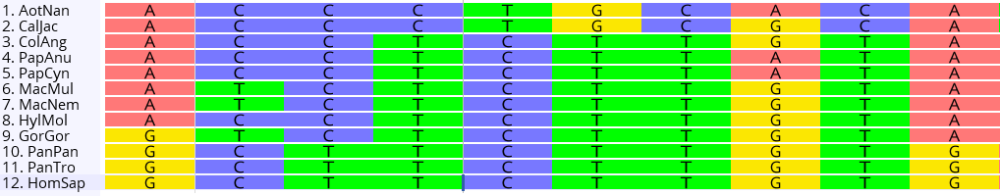 1. AotNan A C C C T G C A C A
2. CalJac A C C C T G C G C A
3. ColAng A C C T C T T G T A
4. PapAnu A C C T C T T A T A
5. PapCyn A C C T C T T A T A
6. MacMul A T C T C T T G T A
7. MacNem A T C T C T T G T A
8. HylMol A C C T C T T G T A
9. GorGor G T C T C T T G T A
10. PanPan G C T T C T T G T G
11. PanTro G C T T C T T G T G
12. HomSap G C T T C T T G T G